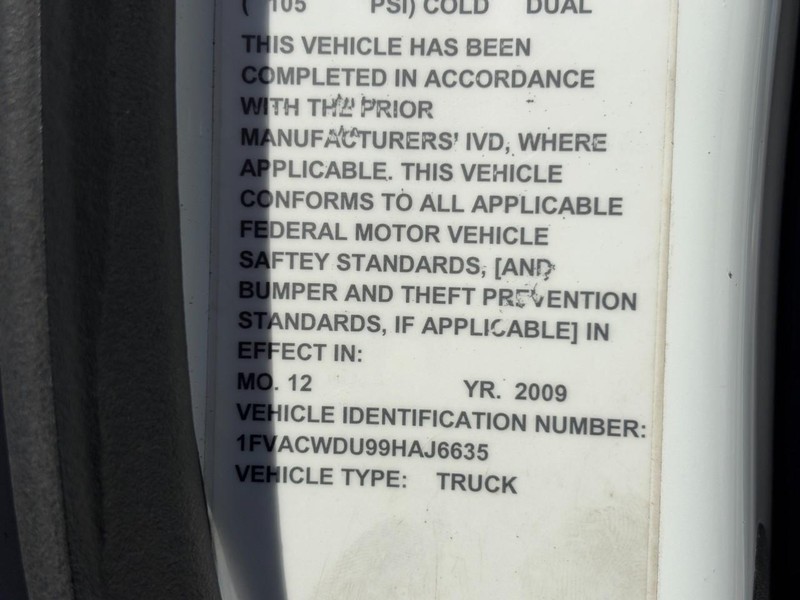 ( 105 PSI) COLD DUAL
THIS VEHICLE HAS BEEN
COMPLETED IN ACCORDANCE
WITH THE PRIOR
MANUFACTURERS' IVD, WHERE
APPLICABLE. THIS VEHICLE
CONFORMS TO ALL APPLICABLE
FEDERAL MOTOR VEHICLE
SAFTEY STANDARDS, [AND
BUMPER AND THEFT PREVENTION
STANDARDS, IF APPLICABLE] IN
EFFECT IN:
MO. 12 YR. 2009
VEHICLE IDENTIFICATION NUMBER:
1FVACWDU99HAJ6635
VEHICLE TYPE: TRUCK